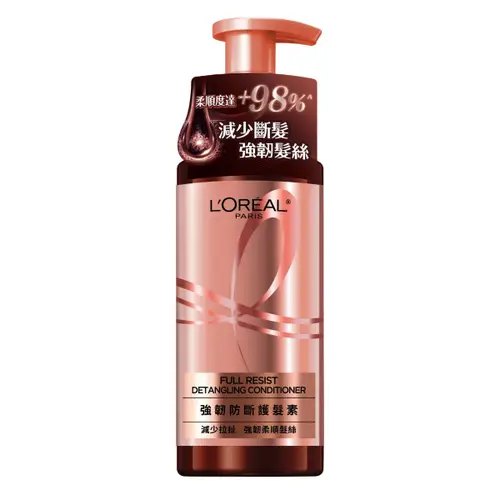 柔順度達 +98%^
減少斷髮
強韌髮絲
L'ORÉAL®
PARIS
FULL RESIST
DETANGLING CONDITIONER
強韌防斷護髮素
減少拉扯 強韌柔順髮絲